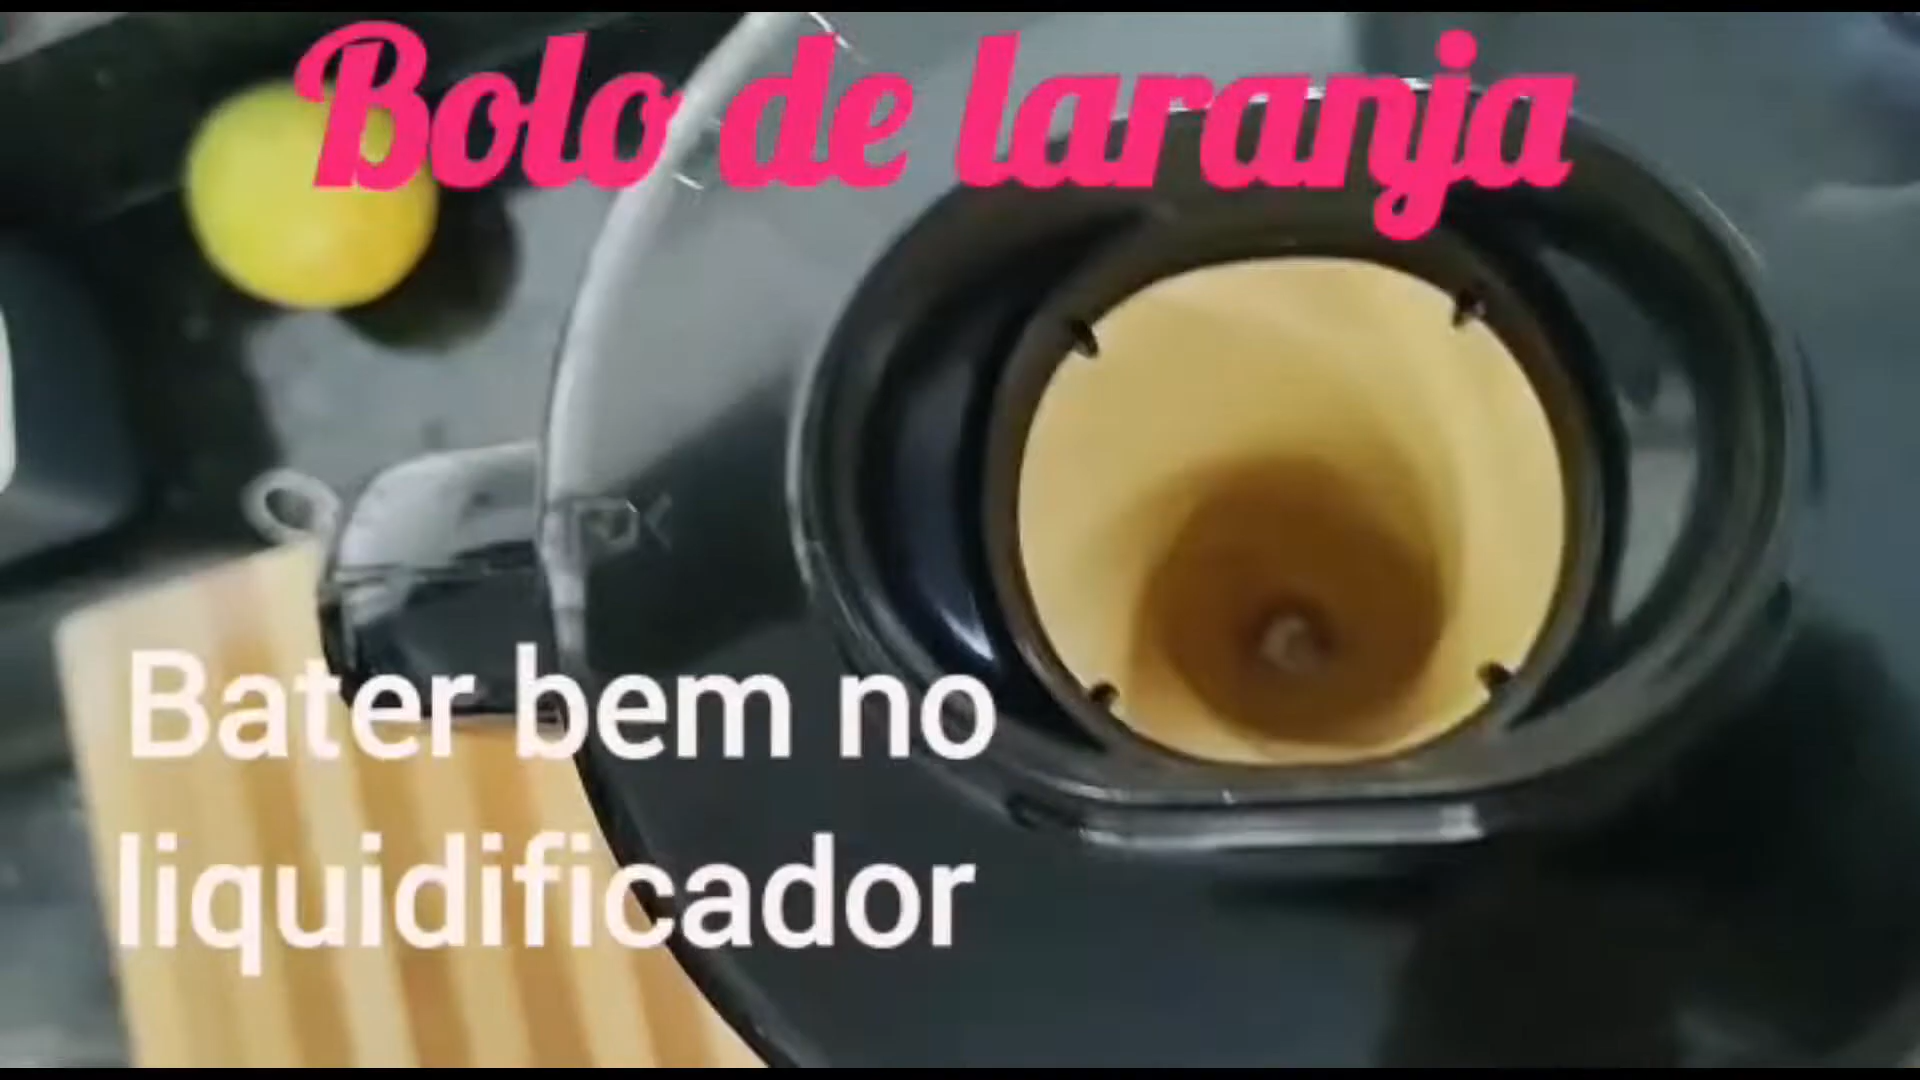 Bolo de laranja
Bater bem no
liquidificador